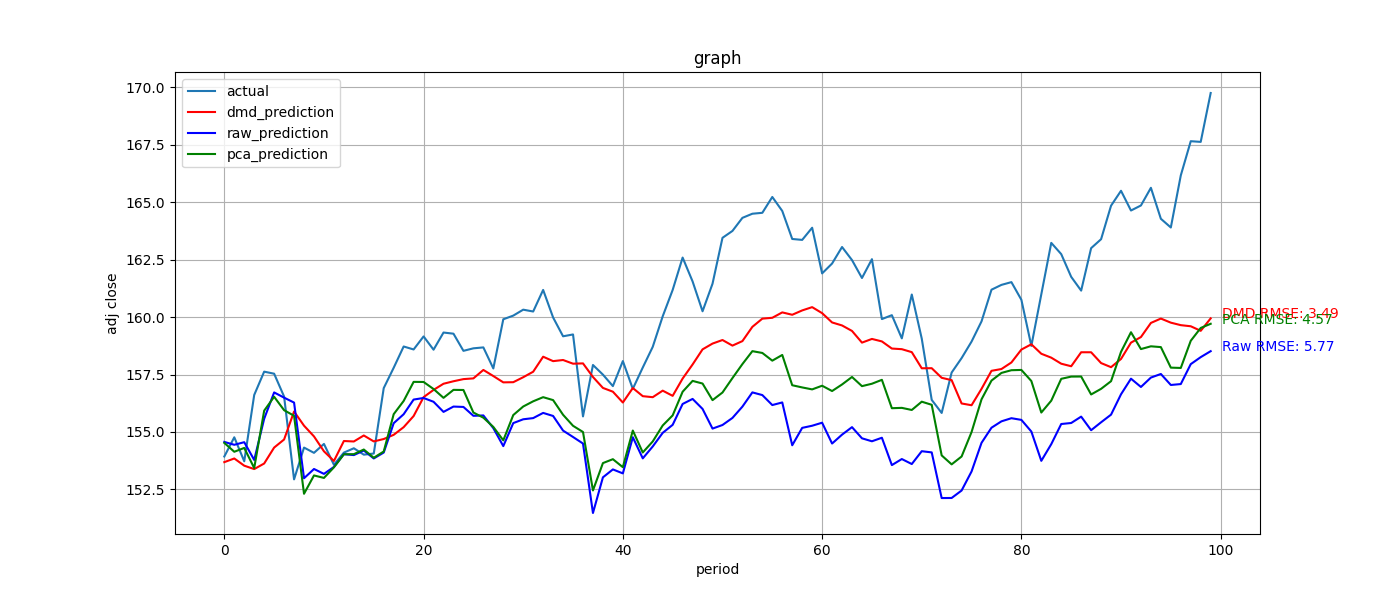 graph
actual
dmd_prediction
raw_prediction
pca_prediction
170.0
167.5
165.0
162.5
160.0
157.5
155.0
152.5
adj close
DMD RMSE: 3.49
PCA RMSE: 4.57
Raw RMSE: 5.77
0 20 40 60 80 100
period